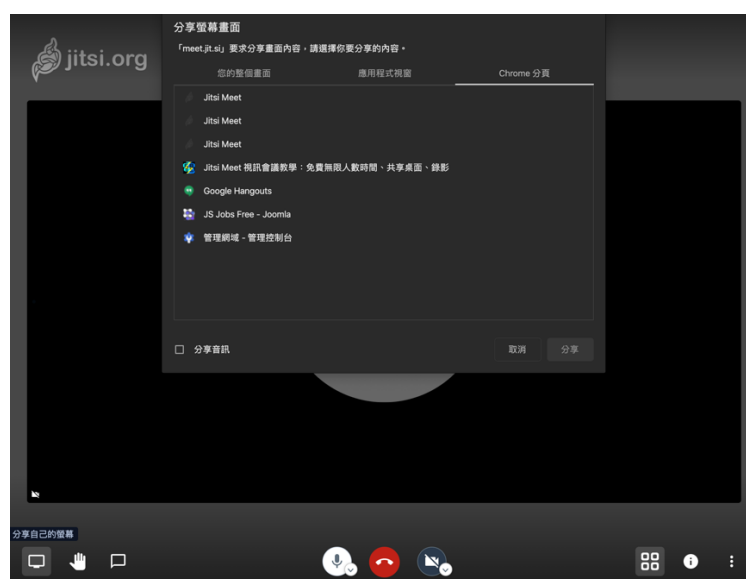 jitsi.org
分享螢幕畫面
「meet.jit.si」要求分享畫面內容，請選擇你要分享的內容。
您的整個畫面 應用程式視窗 Chrome 分頁
Jitsi Meet
Jitsi Meet
Jitsi Meet
Jitsi Meet 視訊會議教學：免費無限人數時間、共享桌面、錄影
Google Hangouts
JS Jobs Free - Joomla
管理網域 - 管理控制台
分享音訊
取消 分享
分享自己的螢幕